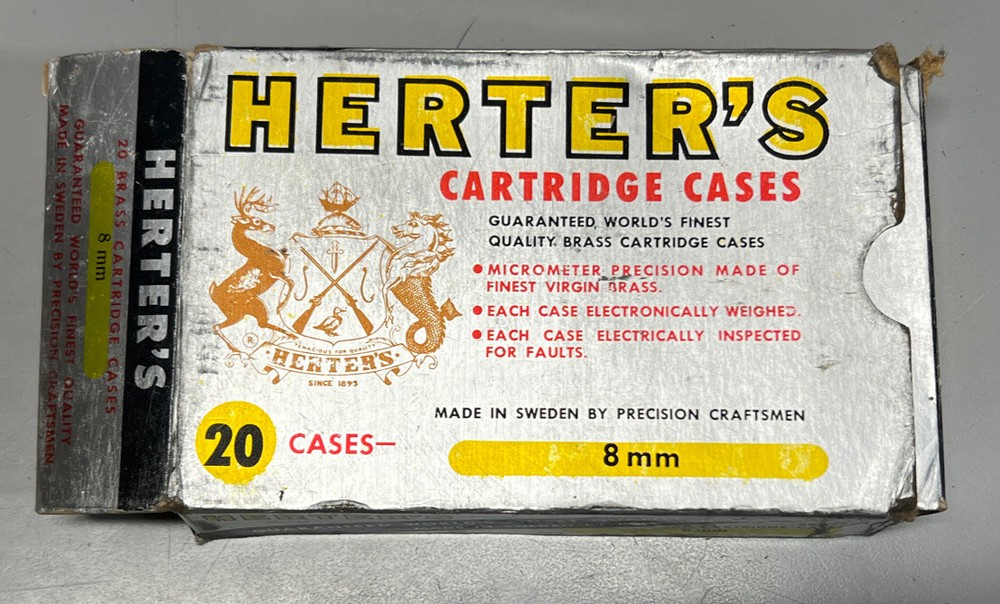 HERTER'S
CARTRIDGE CASES
GUARANTEED WORLD'S FINEST
QUALITY BRASS CARTRIDGE CASES
●MICROMETER PRECISION MADE OF
FINEST VIRGIN BRASS.
●EACH CASE ELECTRONICALLY WEIGHED.
●EACH CASE ELECTRICALLY INSPECTED
FOR FAULTS.
®
TENACIOUS FOR QUALITY
HERTER'S
SINCE 1893
MADE IN SWEDEN BY PRECISION CRAFTSMEN
20 CASES—
8 mm
HERTER'S
20 BRASS CARTRIDGE CASES
8 mm
GUARANTEED WORLD'S FINEST QUALITY
MADE IN SWEDEN BY PRECISION CRAFTSMEN